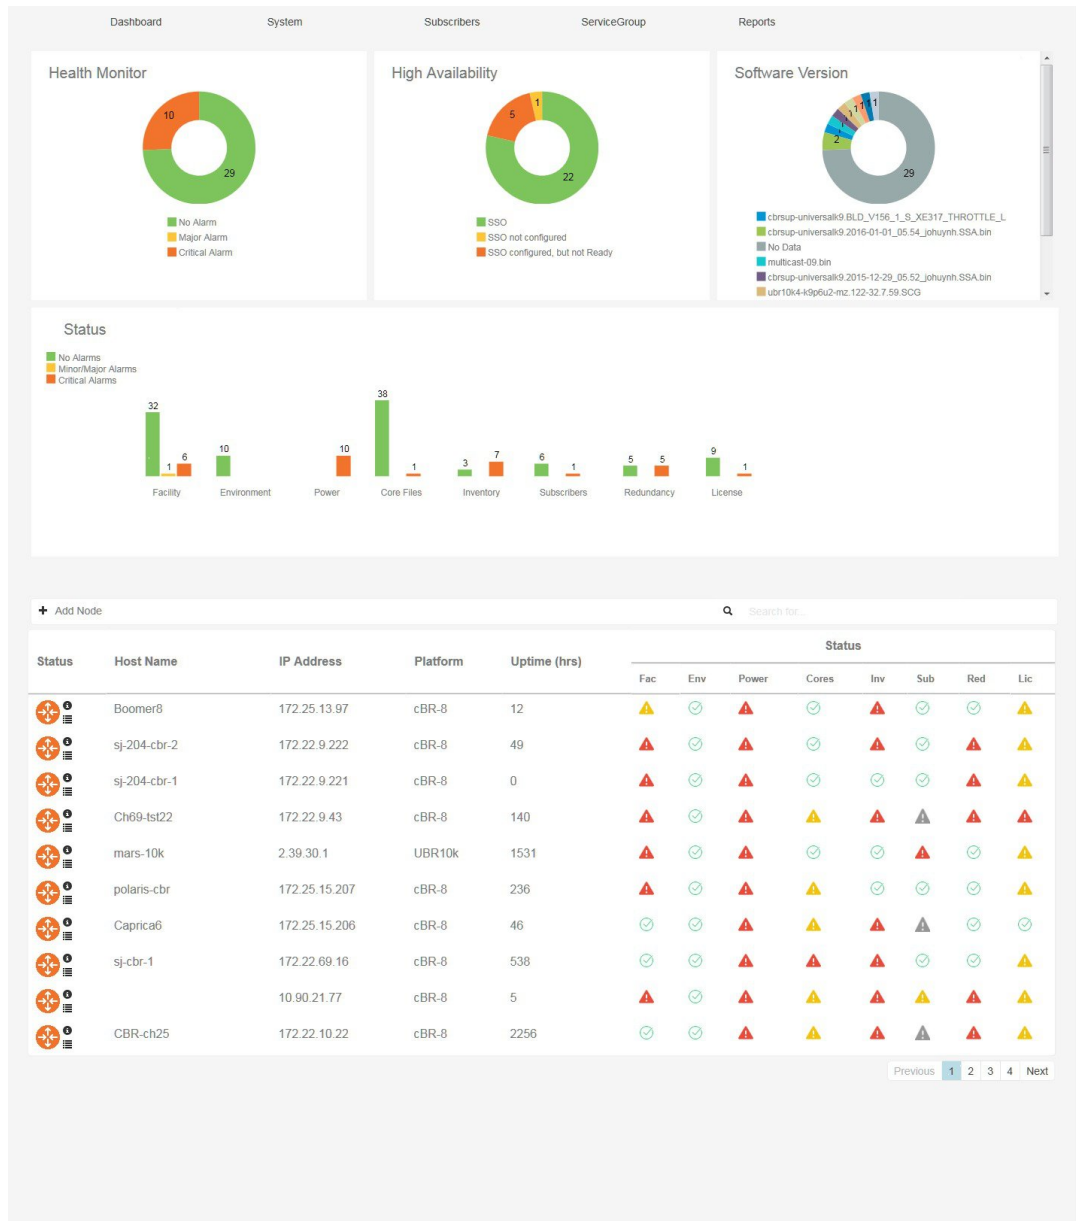 Dashboard System Subscribers ServiceGroup Reports
Health Monitor
10
29
No Alarm
Major Alarm
Critical Alarm
High Availability
1
5
22
SSO
SSO not configured
SSO configured, but not Ready
Software Version
1
1
1
1
2
29
cbrsup-universalk9.BLD_V156_1_S_XE317_THROTTLE_L
cbrsup-universalk9.2016-01-01_05.54_johuynh.SSA.bin
No Data
multicast-09.bin
cbrsup-universalk9.2015-12-29_05.52_johuynh.SSA.bin
ubr10k4-k9p6u2-mz.122-32.7.59.SCG
Status
No Alarms
Minor/Major Alarms
Critical Alarms
32 1 6 10 10 38 1 3 7 6 1 5 5 9 1
Facility Environment Power Core Files Inventory Subscribers Redundancy License
Add Node Search for...
Status Host Name IP Address Platform Uptime (hrs) Status
Fac Env Power Cores Inv Sub Red Lic
Boomer8 172.25.13.97 cBR-8 12
sj-204-cbr-2 172.22.9.222 cBR-8 49
sj-204-cbr-1 172.22.9.221 cBR-8 0
Ch69-tst22 172.22.9.43 cBR-8 140
mars-10k 2.39.30.1 UBR10k 1531
polaris-cbr 172.25.15.207 cBR-8 236
Caprica6 172.25.15.206 cBR-8 46
sj-cbr-1 172.22.69.16 cBR-8 538
10.90.21.77 cBR-8 5
CBR-ch25 172.22.10.22 cBR-8 2256
Previous 1 2 3 4 Next